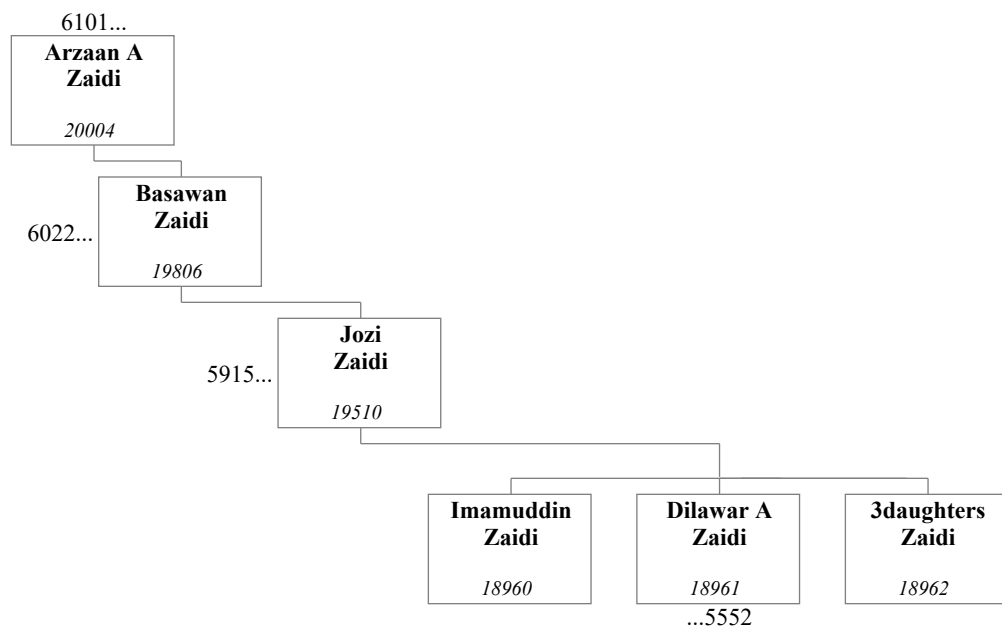 6101...
Arzaan A
Zaidi
20004
Basawan
Zaidi
6022...
19806
Jozi
Zaidi
5915...
19510
Imamuddin
Zaidi
18960
Dilawar A
Zaidi
18961
...5552
3daughters
Zaidi
18962